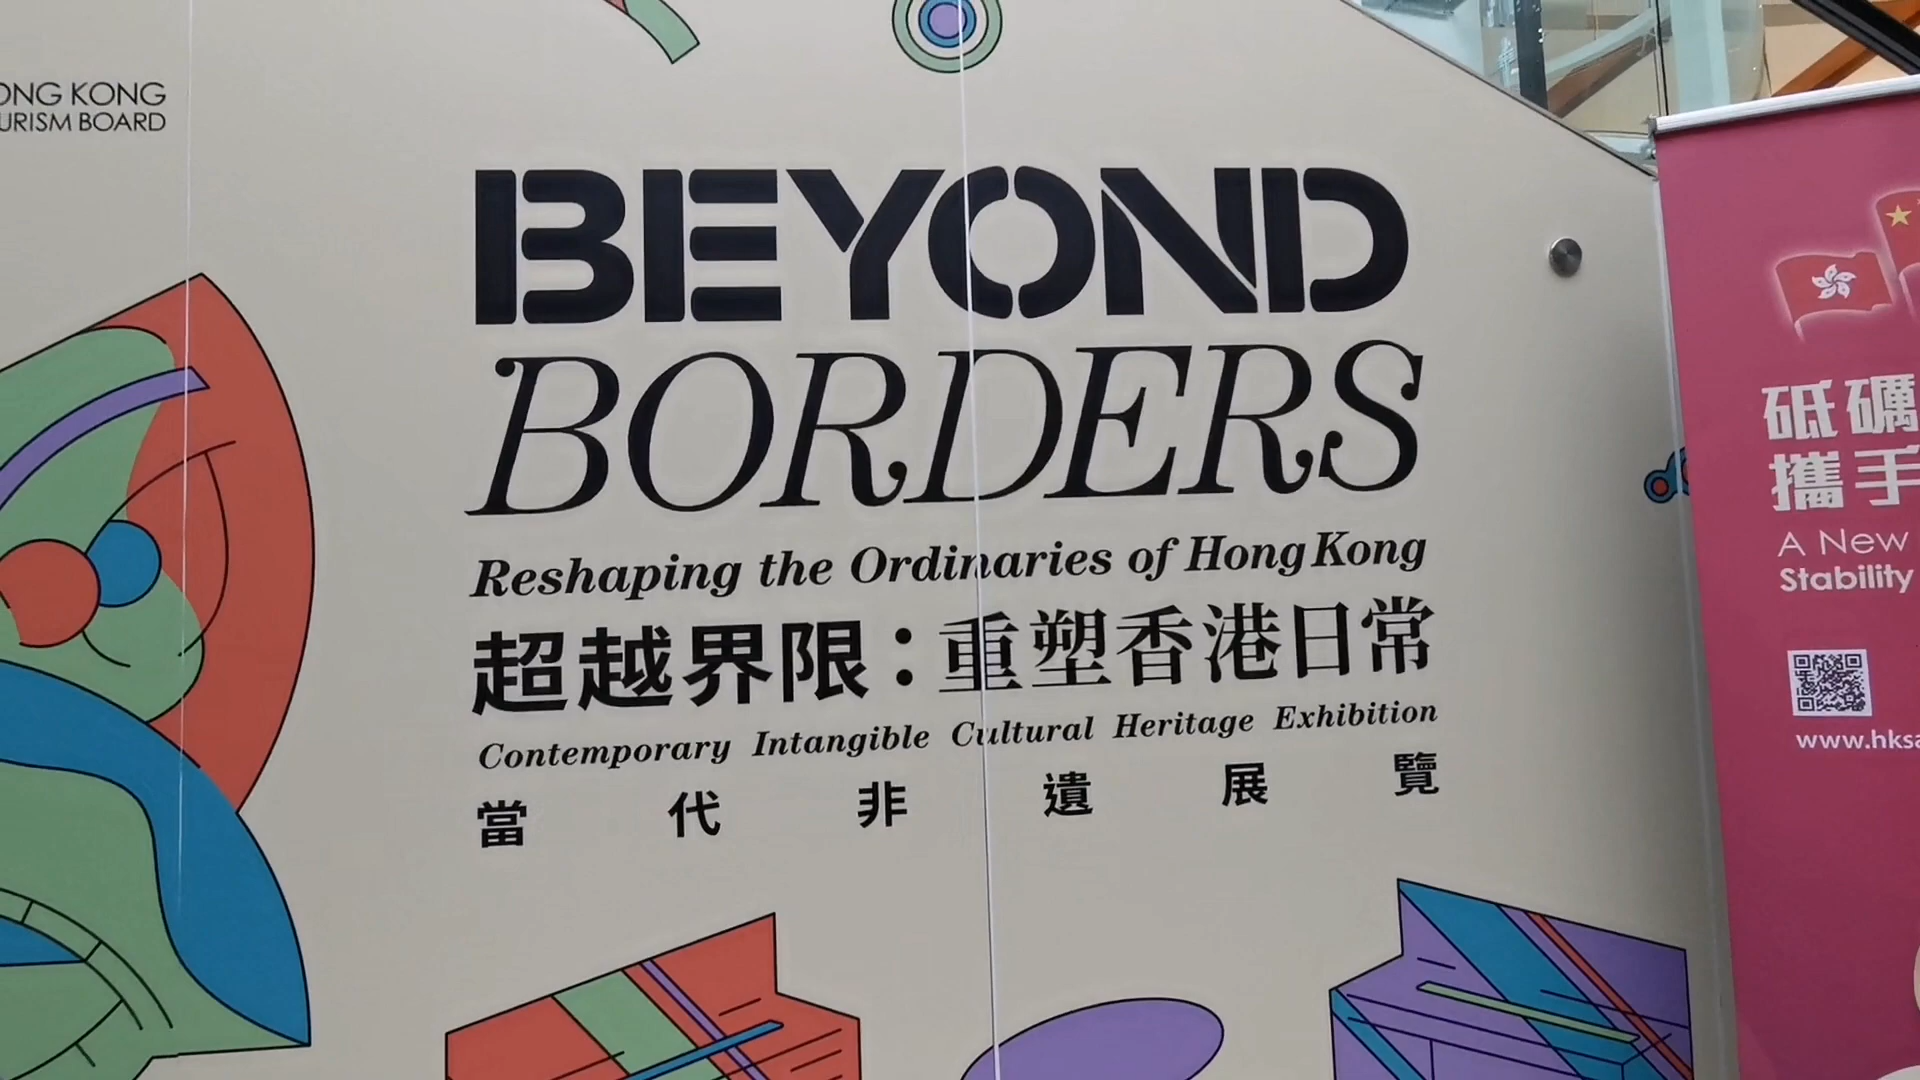 ONG KONG
URISM BOARD
BEYOND
BORDERS
Reshaping the Ordinaries of Hong Kong
超越界限：重塑香港日常
Contemporary Intangible Cultural Heritage Exhibition
當代非遺展覽
砥礪
攜手
A New
Stability
www.hksa